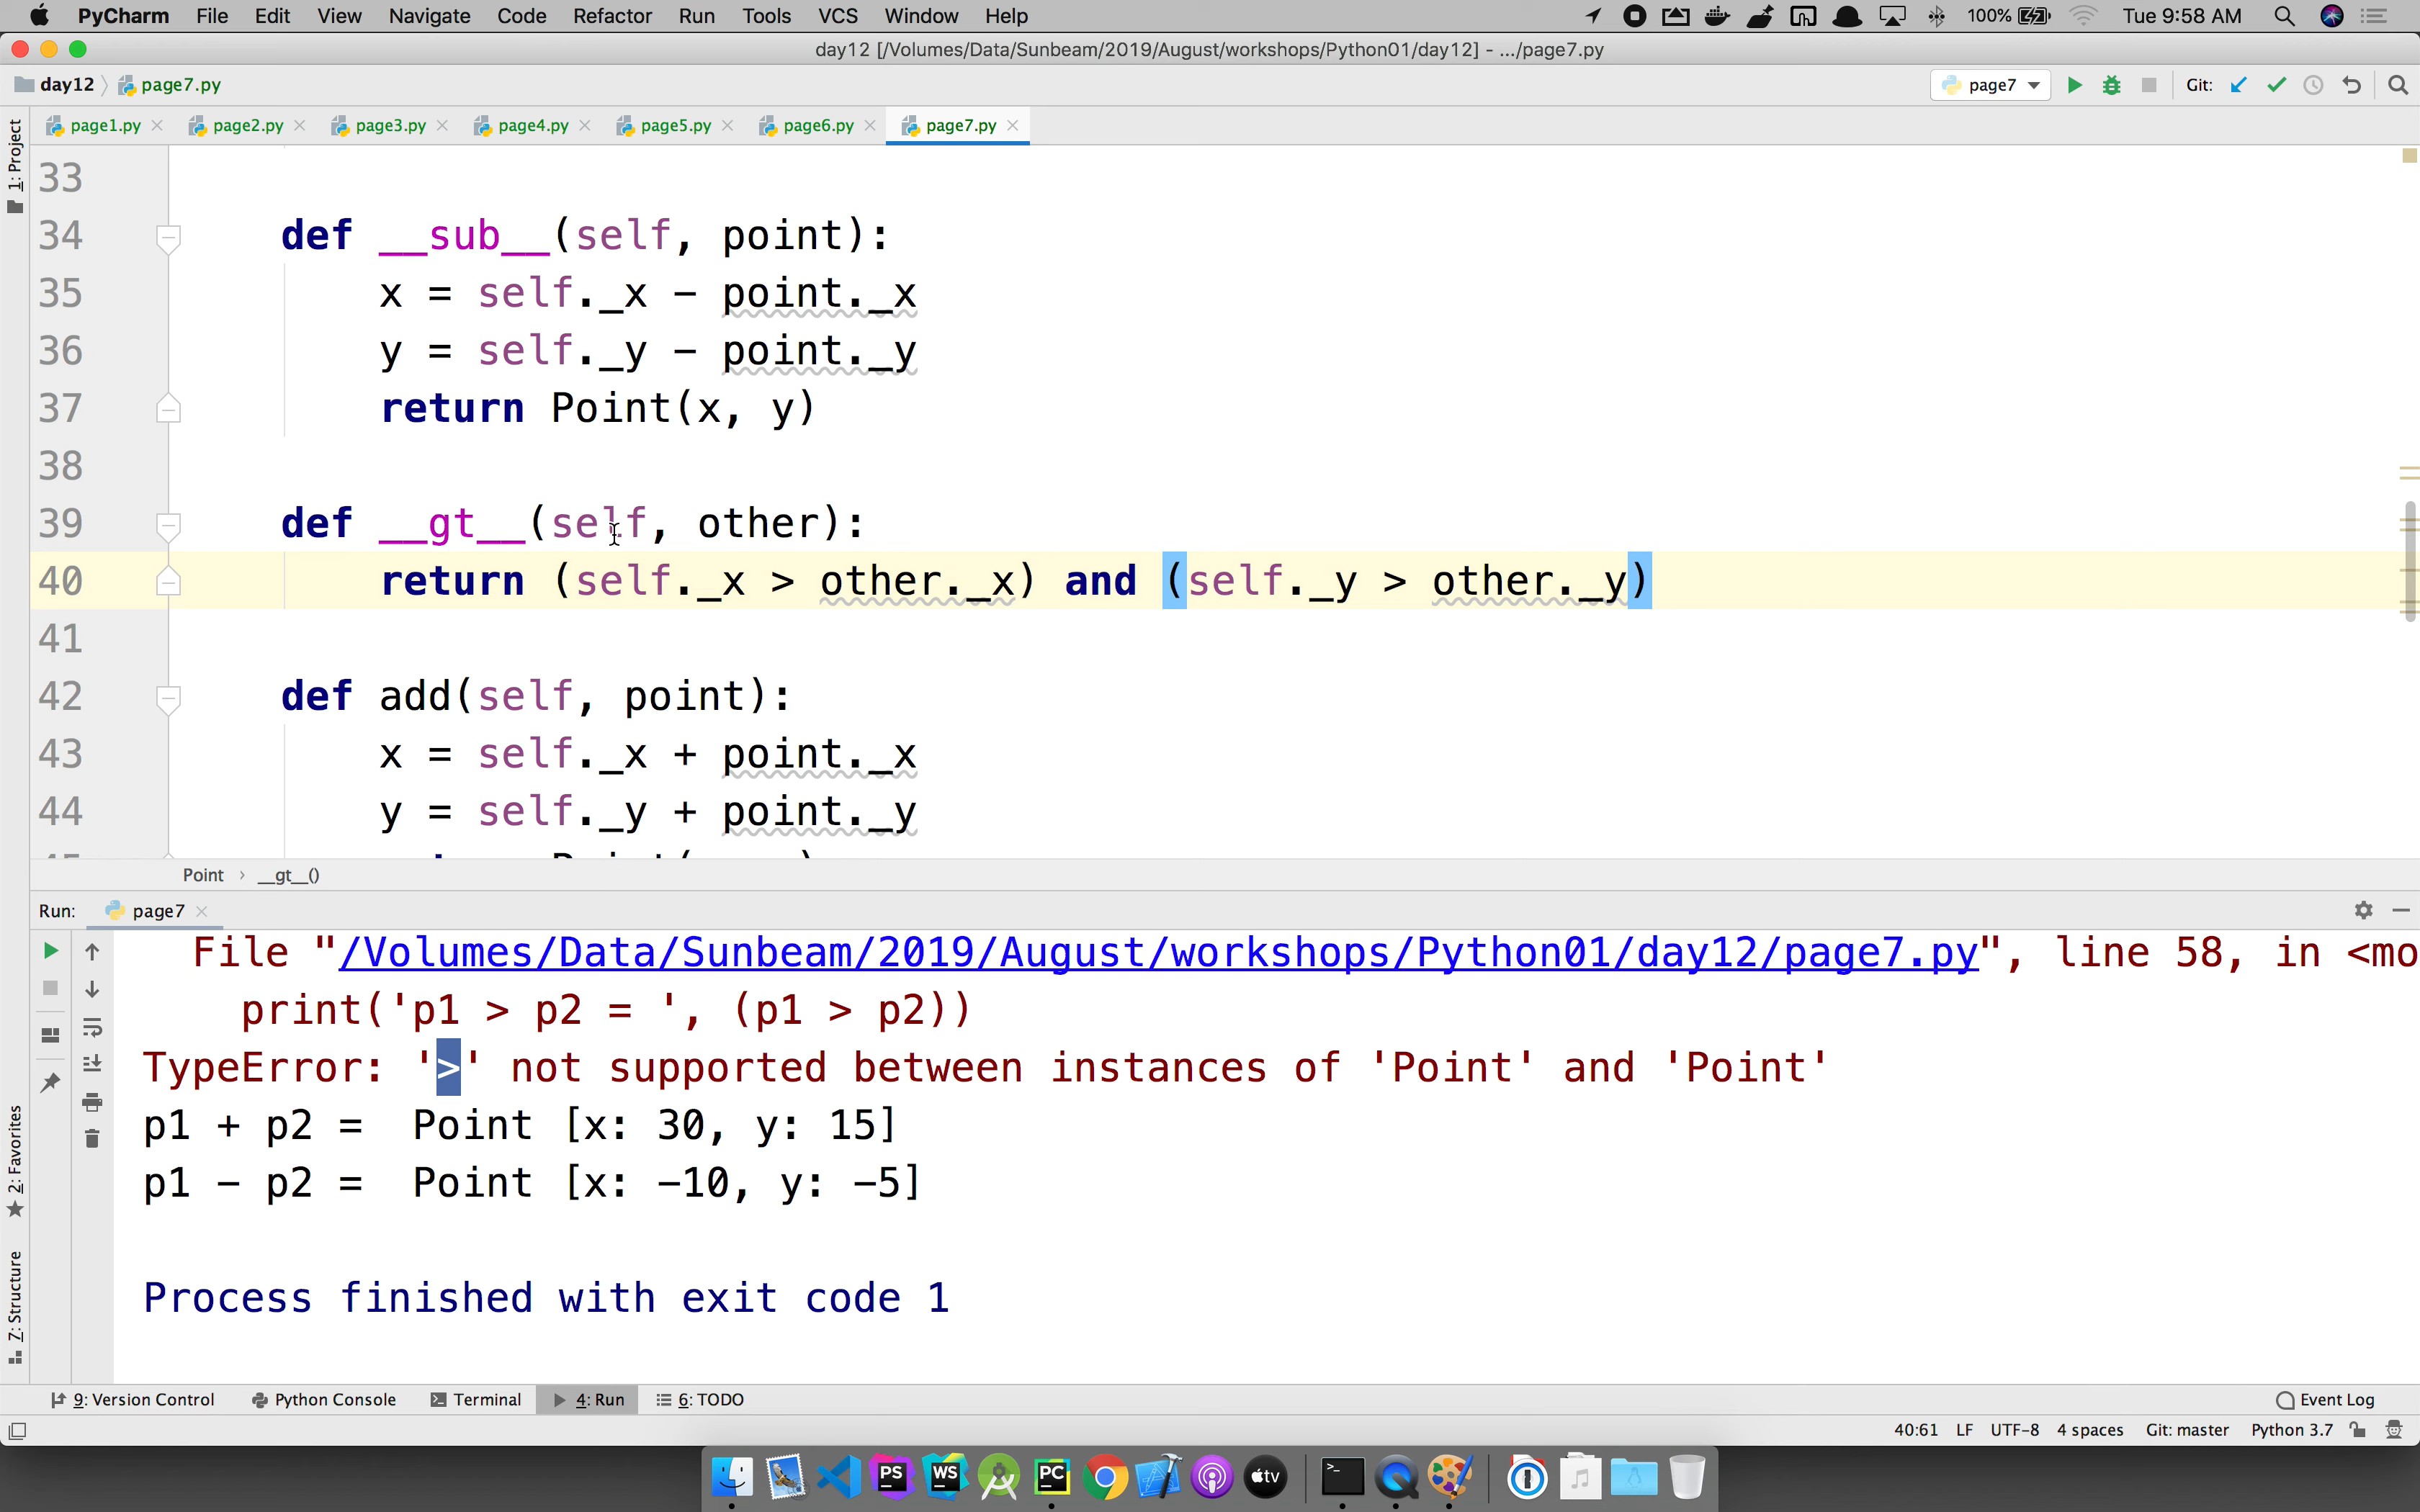 PyCharm File Edit View Navigate Code Refactor Run Tools VCS Window Help 100% Tue 9:58 AM
day12 [/Volumes/Data/Sunbeam/2019/August/workshops/Python01/day12] - .../page7.py
day12 page7.py page7 Git:
page1.py page2.py page3.py page4.py page5.py page6.py page7.py
1: Project
33
34 def __sub__(self, point):
35 x = self._x - point._x
36 y = self._y - point._y
37 return Point(x, y)
38
39 def __gt__(self, other):
40 return (self._x > other._x) and (self._y > other._y)
41
42 def add(self, point):
43 x = self._x + point._x
44 y = self._y + point._y
Point › __gt__()
Run: page7
File "/Volumes/Data/Sunbeam/2019/August/workshops/Python01/day12/page7.py", line 58, in <mo
print('p1 > p2 = ', (p1 > p2))
TypeError: '>' not supported between instances of 'Point' and 'Point'
p1 + p2 = Point [x: 30, y: 15]
p1 - p2 = Point [x: -10, y: -5]
Process finished with exit code 1
2: Favorites
7: Structure
9: Version Control Python Console Terminal 4: Run 6: TODO Event Log
40:61 LF UTF-8 4 spaces Git: master Python 3.7
PS WS PC tv